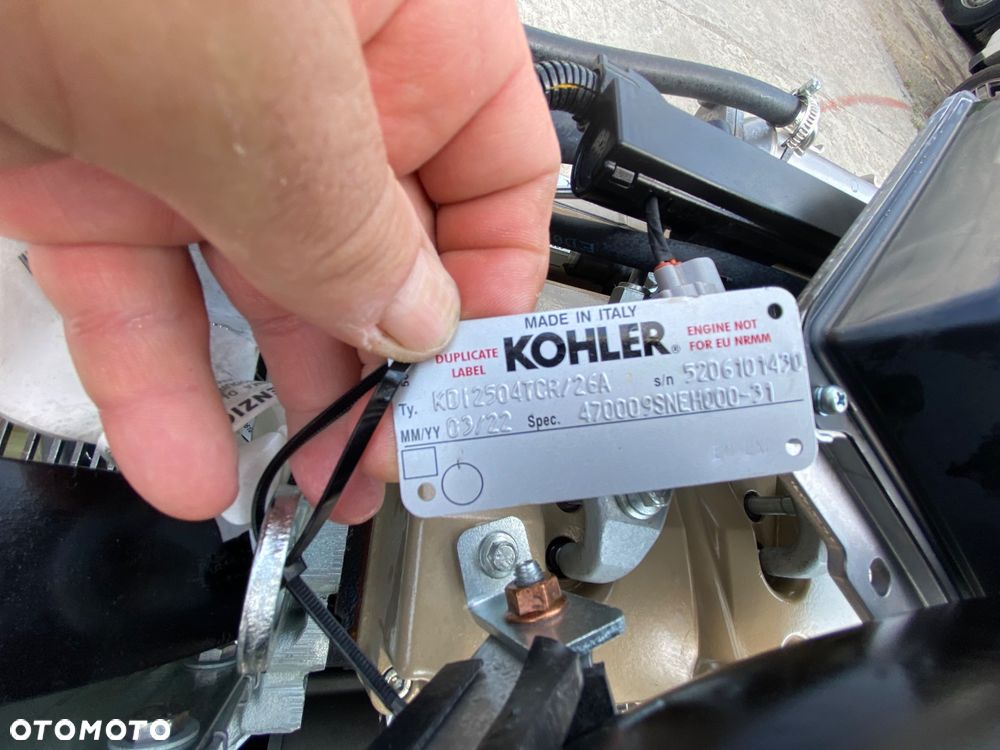 MADE IN ITALY
DUPLICATE LABEL
KOHLER®
ENGINE NOT FOR EU NRMM
Ty. KDI2504TCR/26A s/n 5206101430
MM/YY 03/22 Spec. 470009SNEH000-31
ENZIO
OTOMOTO